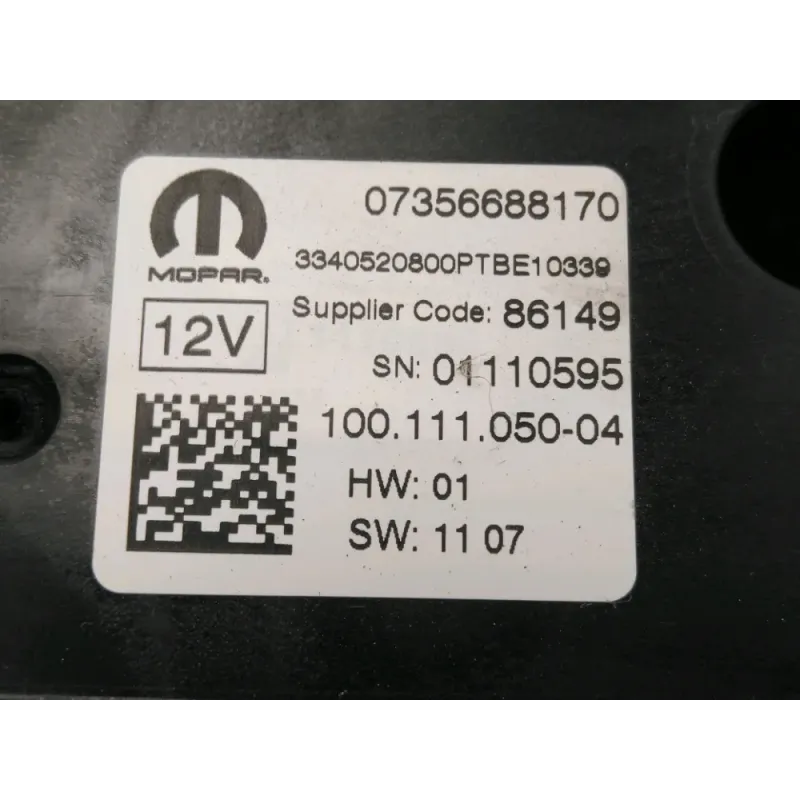 07356688170
MOPAR®
3340520800PTBE10339
12V
Supplier Code: 86149
SN: 01110595
100.111.050-04
HW: 01
SW: 11 07